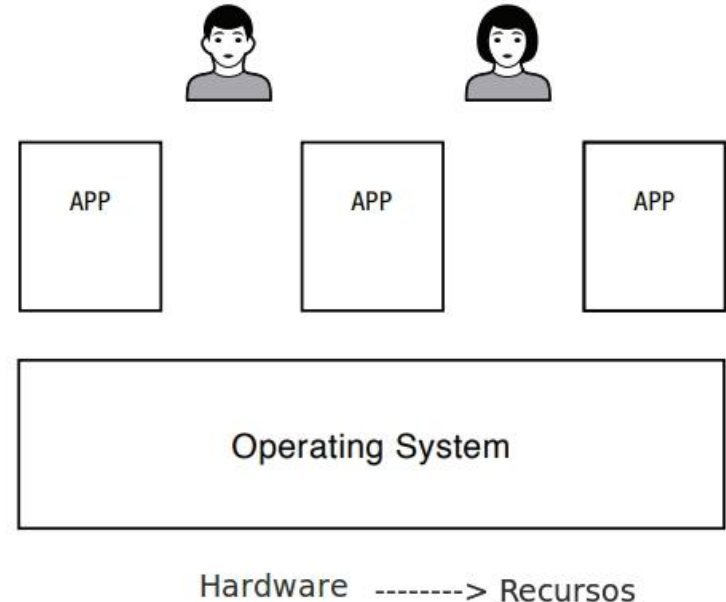 APP APP APP
Operating System
Hardware --------> Recursos